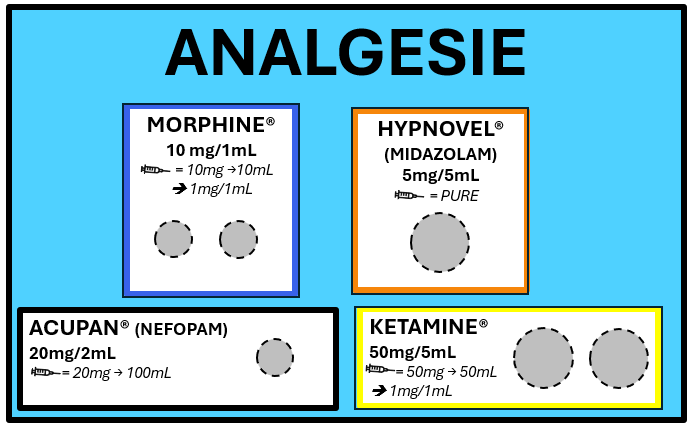 ANALGESIE
MORPHINE®
10 mg/1mL
= 10mg →10mL
➔ 1mg/1mL
HYPNOVEL®
(MIDAZOLAM)
5mg/5mL
= PURE
ACUPAN® (NEFOPAM)
20mg/2mL
= 20mg → 100mL
KETAMINE®
50mg/5mL
= 50mg → 50mL
➔ 1mg/1mL